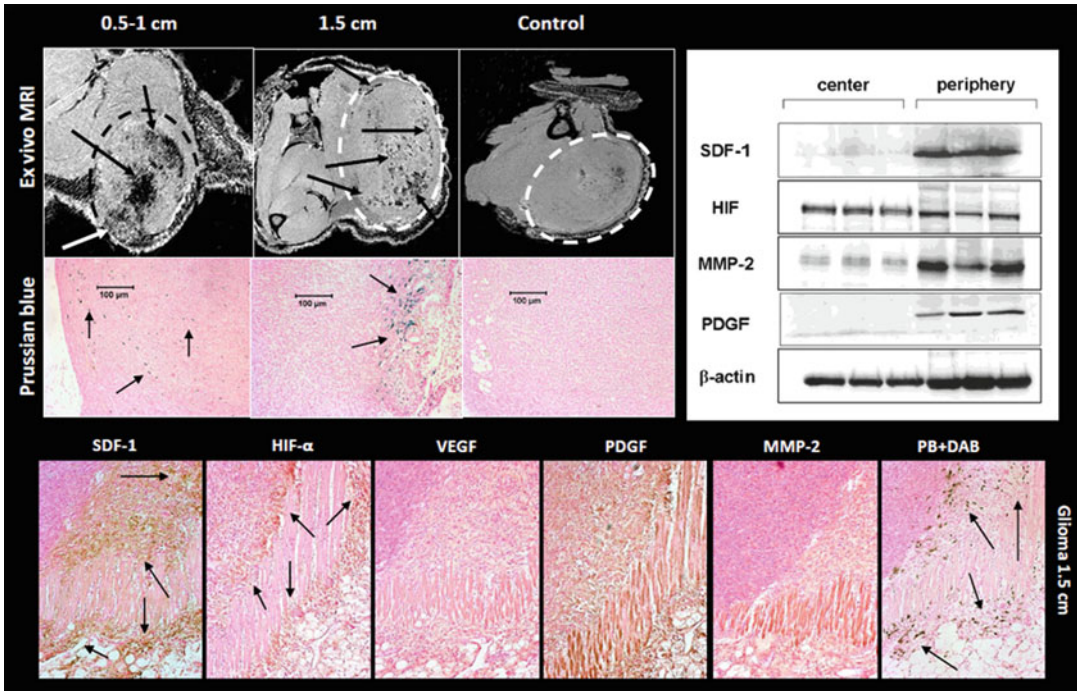 0.5-1 cm
1.5 cm
Control
Ex vivo MRI
Prussian blue
100 µm
100 µm
100 µm
center
periphery
SDF-1
HIF
MMP-2
PDGF
β-actin
SDF-1
HIF-α
VEGF
PDGF
MMP-2
PB+DAB
Glioma 1.5 cm